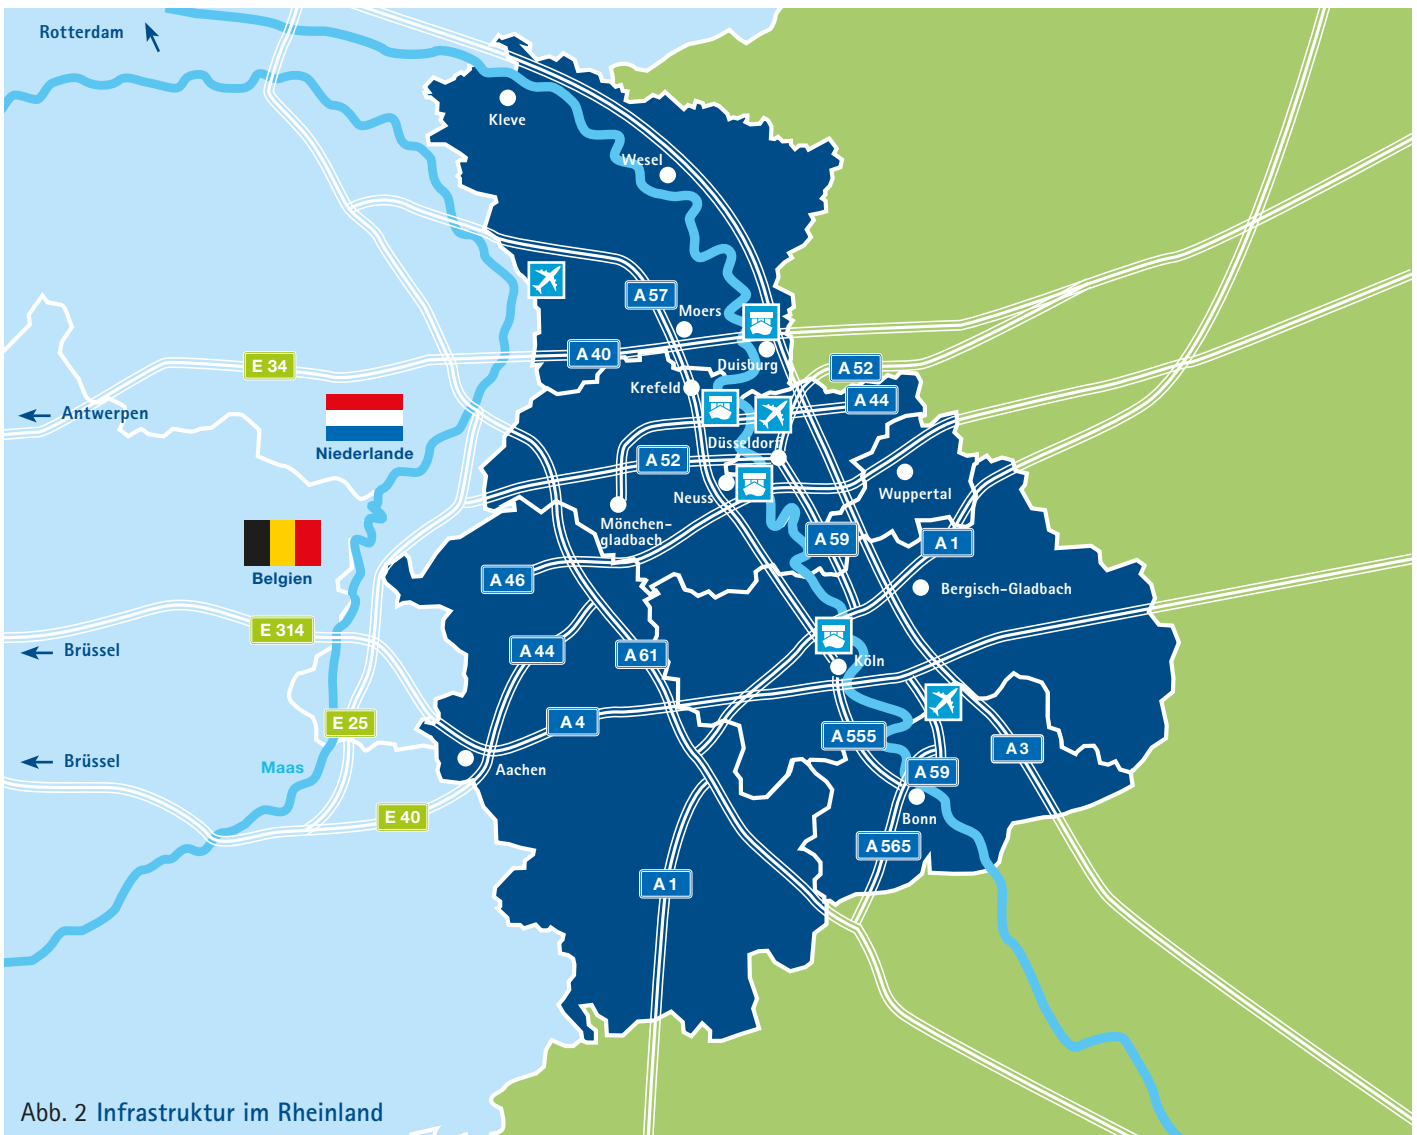 Rotterdam
Kleve
Wesel
A 57
Moers
A 40
E 34
Duisburg
A 52
Krefeld
A 44
Antwerpen
Niederlande
Düsseldorf
A 52
Neuss
Wuppertal
Mönchen-
gladbach
A 59
A 1
Belgien
A 46
Bergisch-Gladbach
E 314
Brüssel
A 44
A 61
Köln
E 25
A 4
A 555
A 3
Brüssel
Maas
Aachen
A 59
E 40
Bonn
A 565
A 1
Abb. 2 Infrastruktur im Rheinland